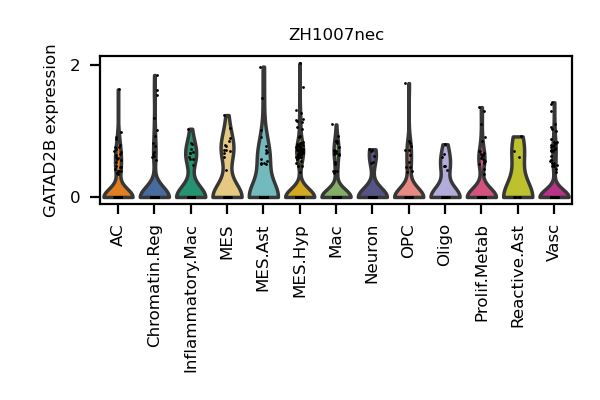 ZH1007nec
GATAD2B expression
2
0
AC
Chromatin.Reg
Inflammatory.Mac
MES
MES.Ast
MES.Hyp
Mac
Neuron
OPC
Oligo
Prolif.Metab
Reactive.Ast
Vasc